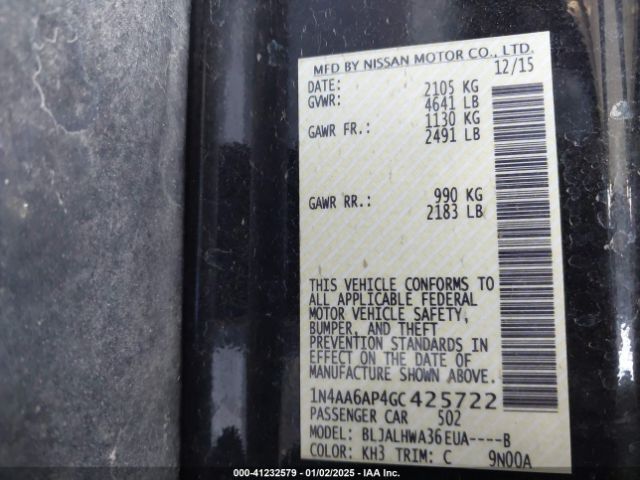 MFD BY NISSAN MOTOR CO., LTD.
DATE: 12/15
GVWR: 2105 KG
4641 LB
GAWR FR.: 1130 KG
2491 LB
GAWR RR.: 990 KG
2183 LB
THIS VEHICLE CONFORMS TO
ALL APPLICABLE FEDERAL
MOTOR VEHICLE SAFETY,
BUMPER, AND THEFT
PREVENTION STANDARDS IN
EFFECT ON THE DATE OF
MANUFACTURE SHOWN ABOVE.
1N4AA6AP4GC425722
PASSENGER CAR 502
MODEL: BLJALHWA36EUA----B
COLOR: KH3 TRIM: C 9N00A
000-41232579 - 01/02/2025 - IAA Inc.